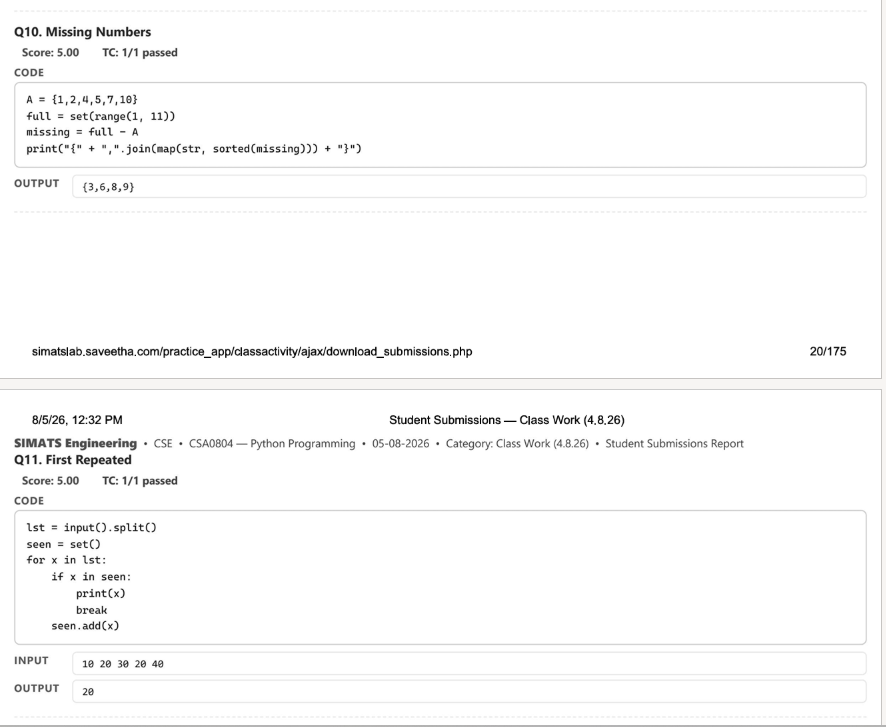 Q10. Missing Numbers
Score: 5.00 TC: 1/1 passed
CODE
A = {1,2,4,5,7,10}
full = set(range(1, 11))
missing = full - A
print("{" + ",".join(map(str, sorted(missing))) + "}")
OUTPUT {3,6,8,9}
simatslab.saveetha.com/practice_app/classactivity/ajax/download_submissions.php 20/175
8/5/26, 12:32 PM Student Submissions — Class Work (4.8.26)
SIMATS Engineering • CSE • CSA0804 — Python Programming • 05-08-2026 • Category: Class Work (4.8.26) • Student Submissions Report
Q11. First Repeated
Score: 5.00 TC: 1/1 passed
CODE
lst = input().split()
seen = set()
for x in lst:
    if x in seen:
        print(x)
        break
    seen.add(x)
INPUT 10 20 30 20 40
OUTPUT 20